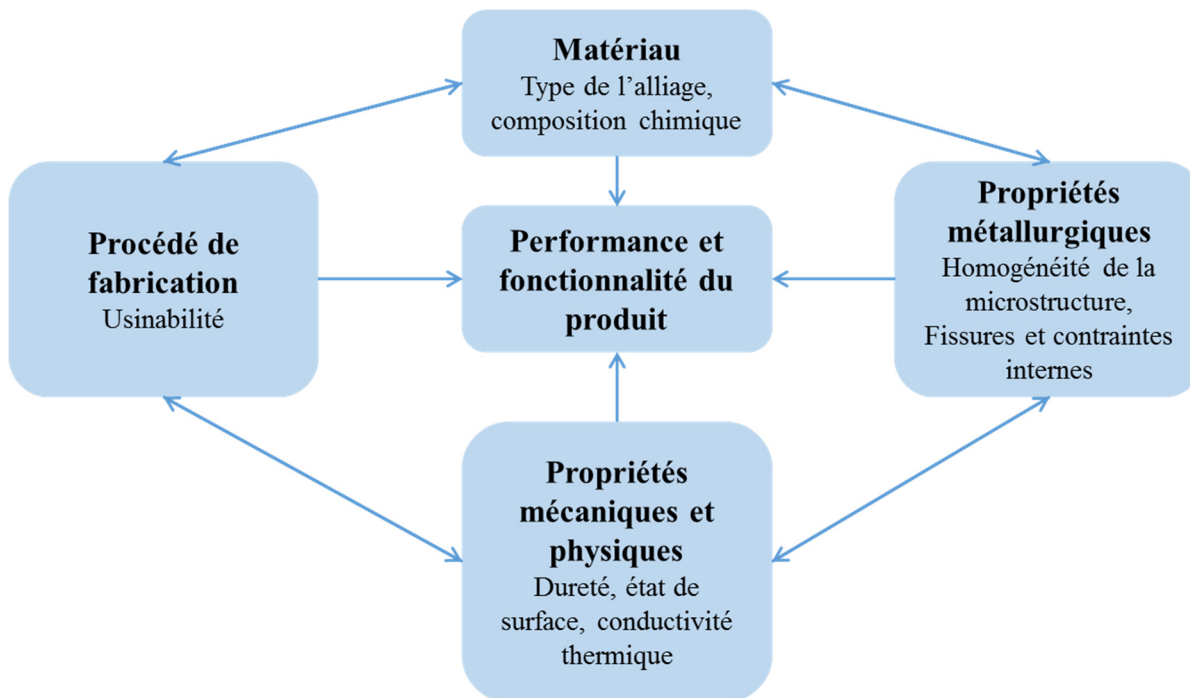 Matériau
Type de l’alliage,
composition chimique
Procédé de
fabrication
Usinabilité
Performance et
fonctionnalité du
produit
Propriétés
métallurgiques
Homogénéité de la
microstructure,
Fissures et contraintes
internes
Propriétés
mécaniques et
physiques
Dureté, état de
surface, conductivité
thermique